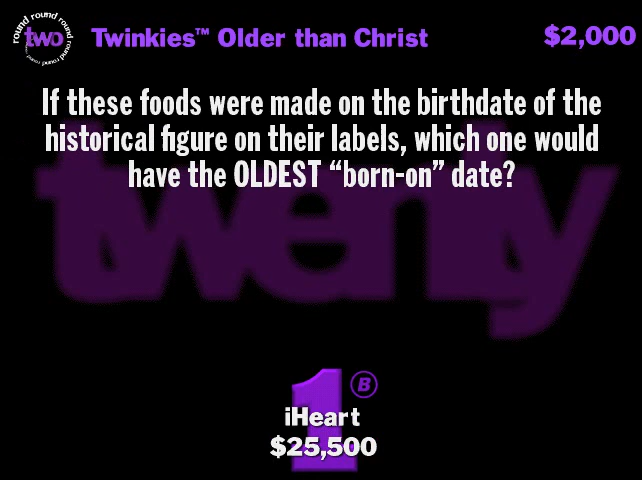 round round round round round round
two
Twinkies™ Older than Christ
$2,000
If these foods were made on the birthdate of the
historical figure on their labels, which one would
have the OLDEST “born-on” date?
twenty
1
B
iHeart
$25,500